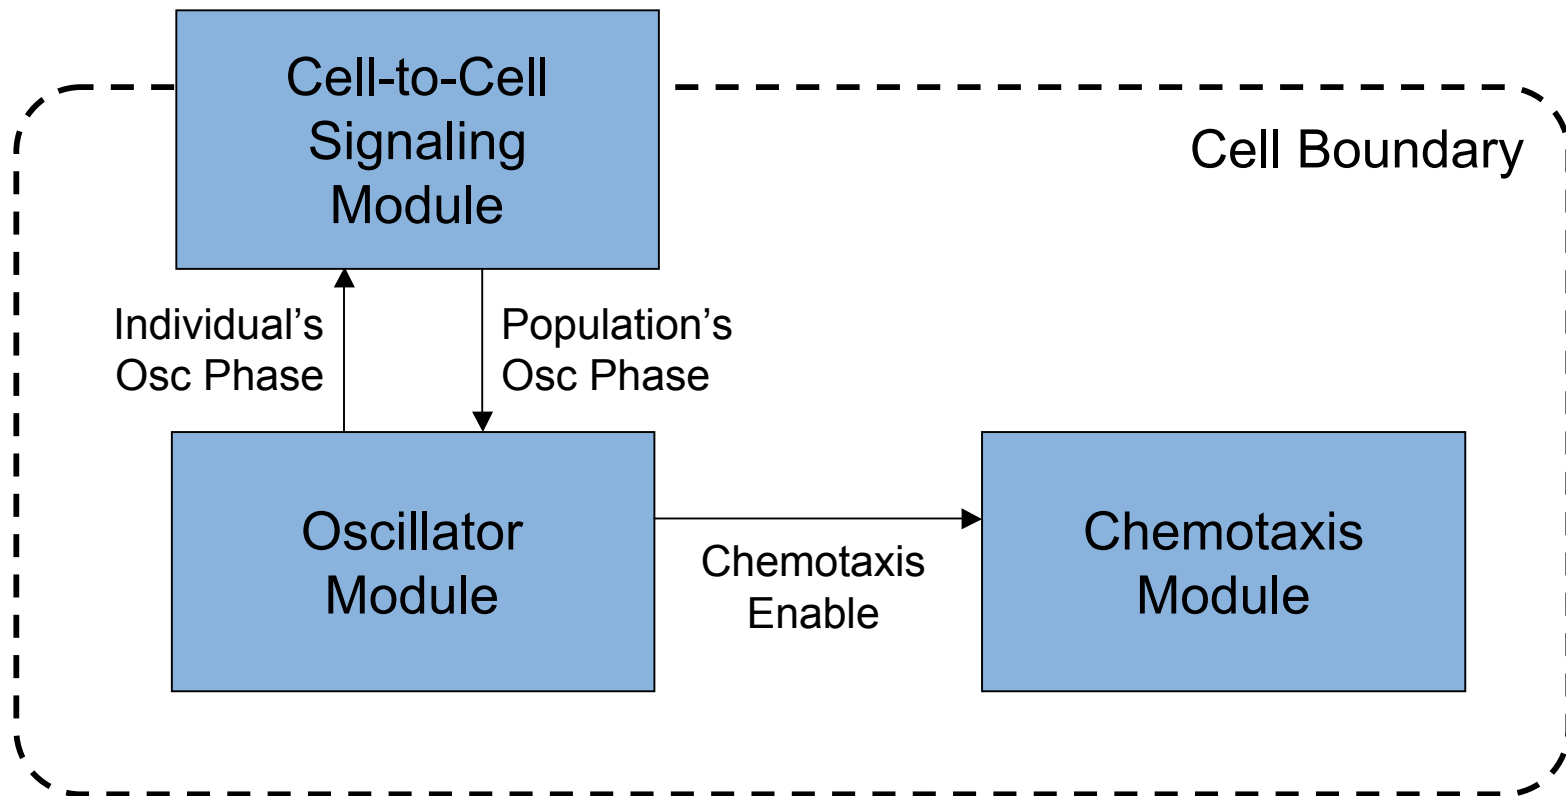 Cell-to-Cell
Signaling
Module
Cell Boundary
Individual’s
Osc Phase
Population’s
Osc Phase
Oscillator
Module
Chemotaxis
Enable
Chemotaxis
Module